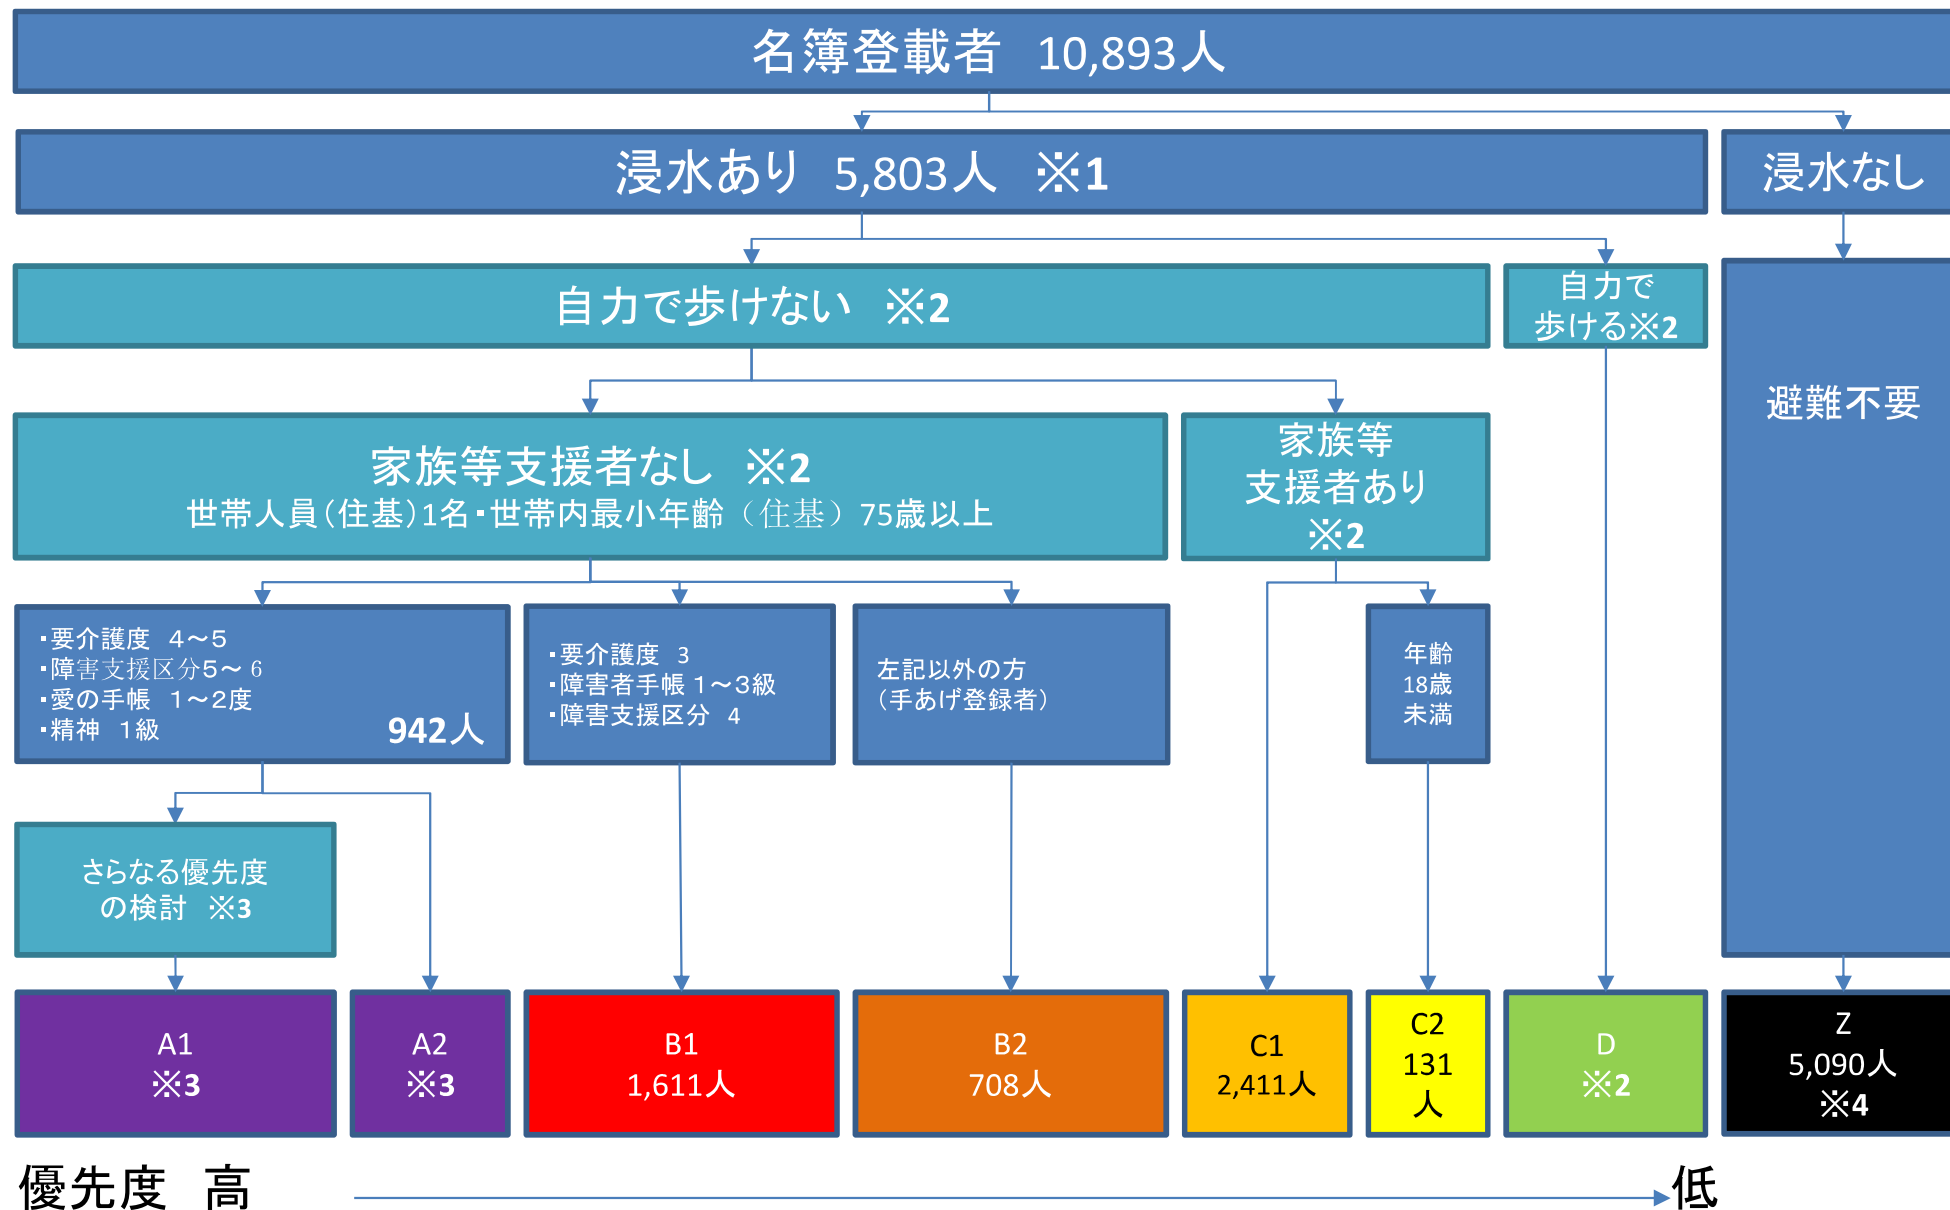 名簿登載者　10,893人
浸水あり　5,803人　※1
浸水なし
自力で歩けない　※2
自力で
歩ける※2
避難不要
家族等支援者なし　※2
世帯人員(住基)1名・世帯内最小年齢（住基）75歳以上
家族等
支援者あり
※2
・要介護度　4～5
・障害支援区分5～6
・愛の手帳　1～2度
・精神　1級
942人
・要介護度　3
・障害者手帳 1～3級
・障害支援区分　4
左記以外の方
（手あげ登録者）
年齢
18歳
未満
さらなる優先度
の検討　※3
A1
※3
A2
※3
B1
1,611人
B2
708人
C1
2,411人
C2
131
人
D
※2
Z
5,090人
※4
優先度　高
低